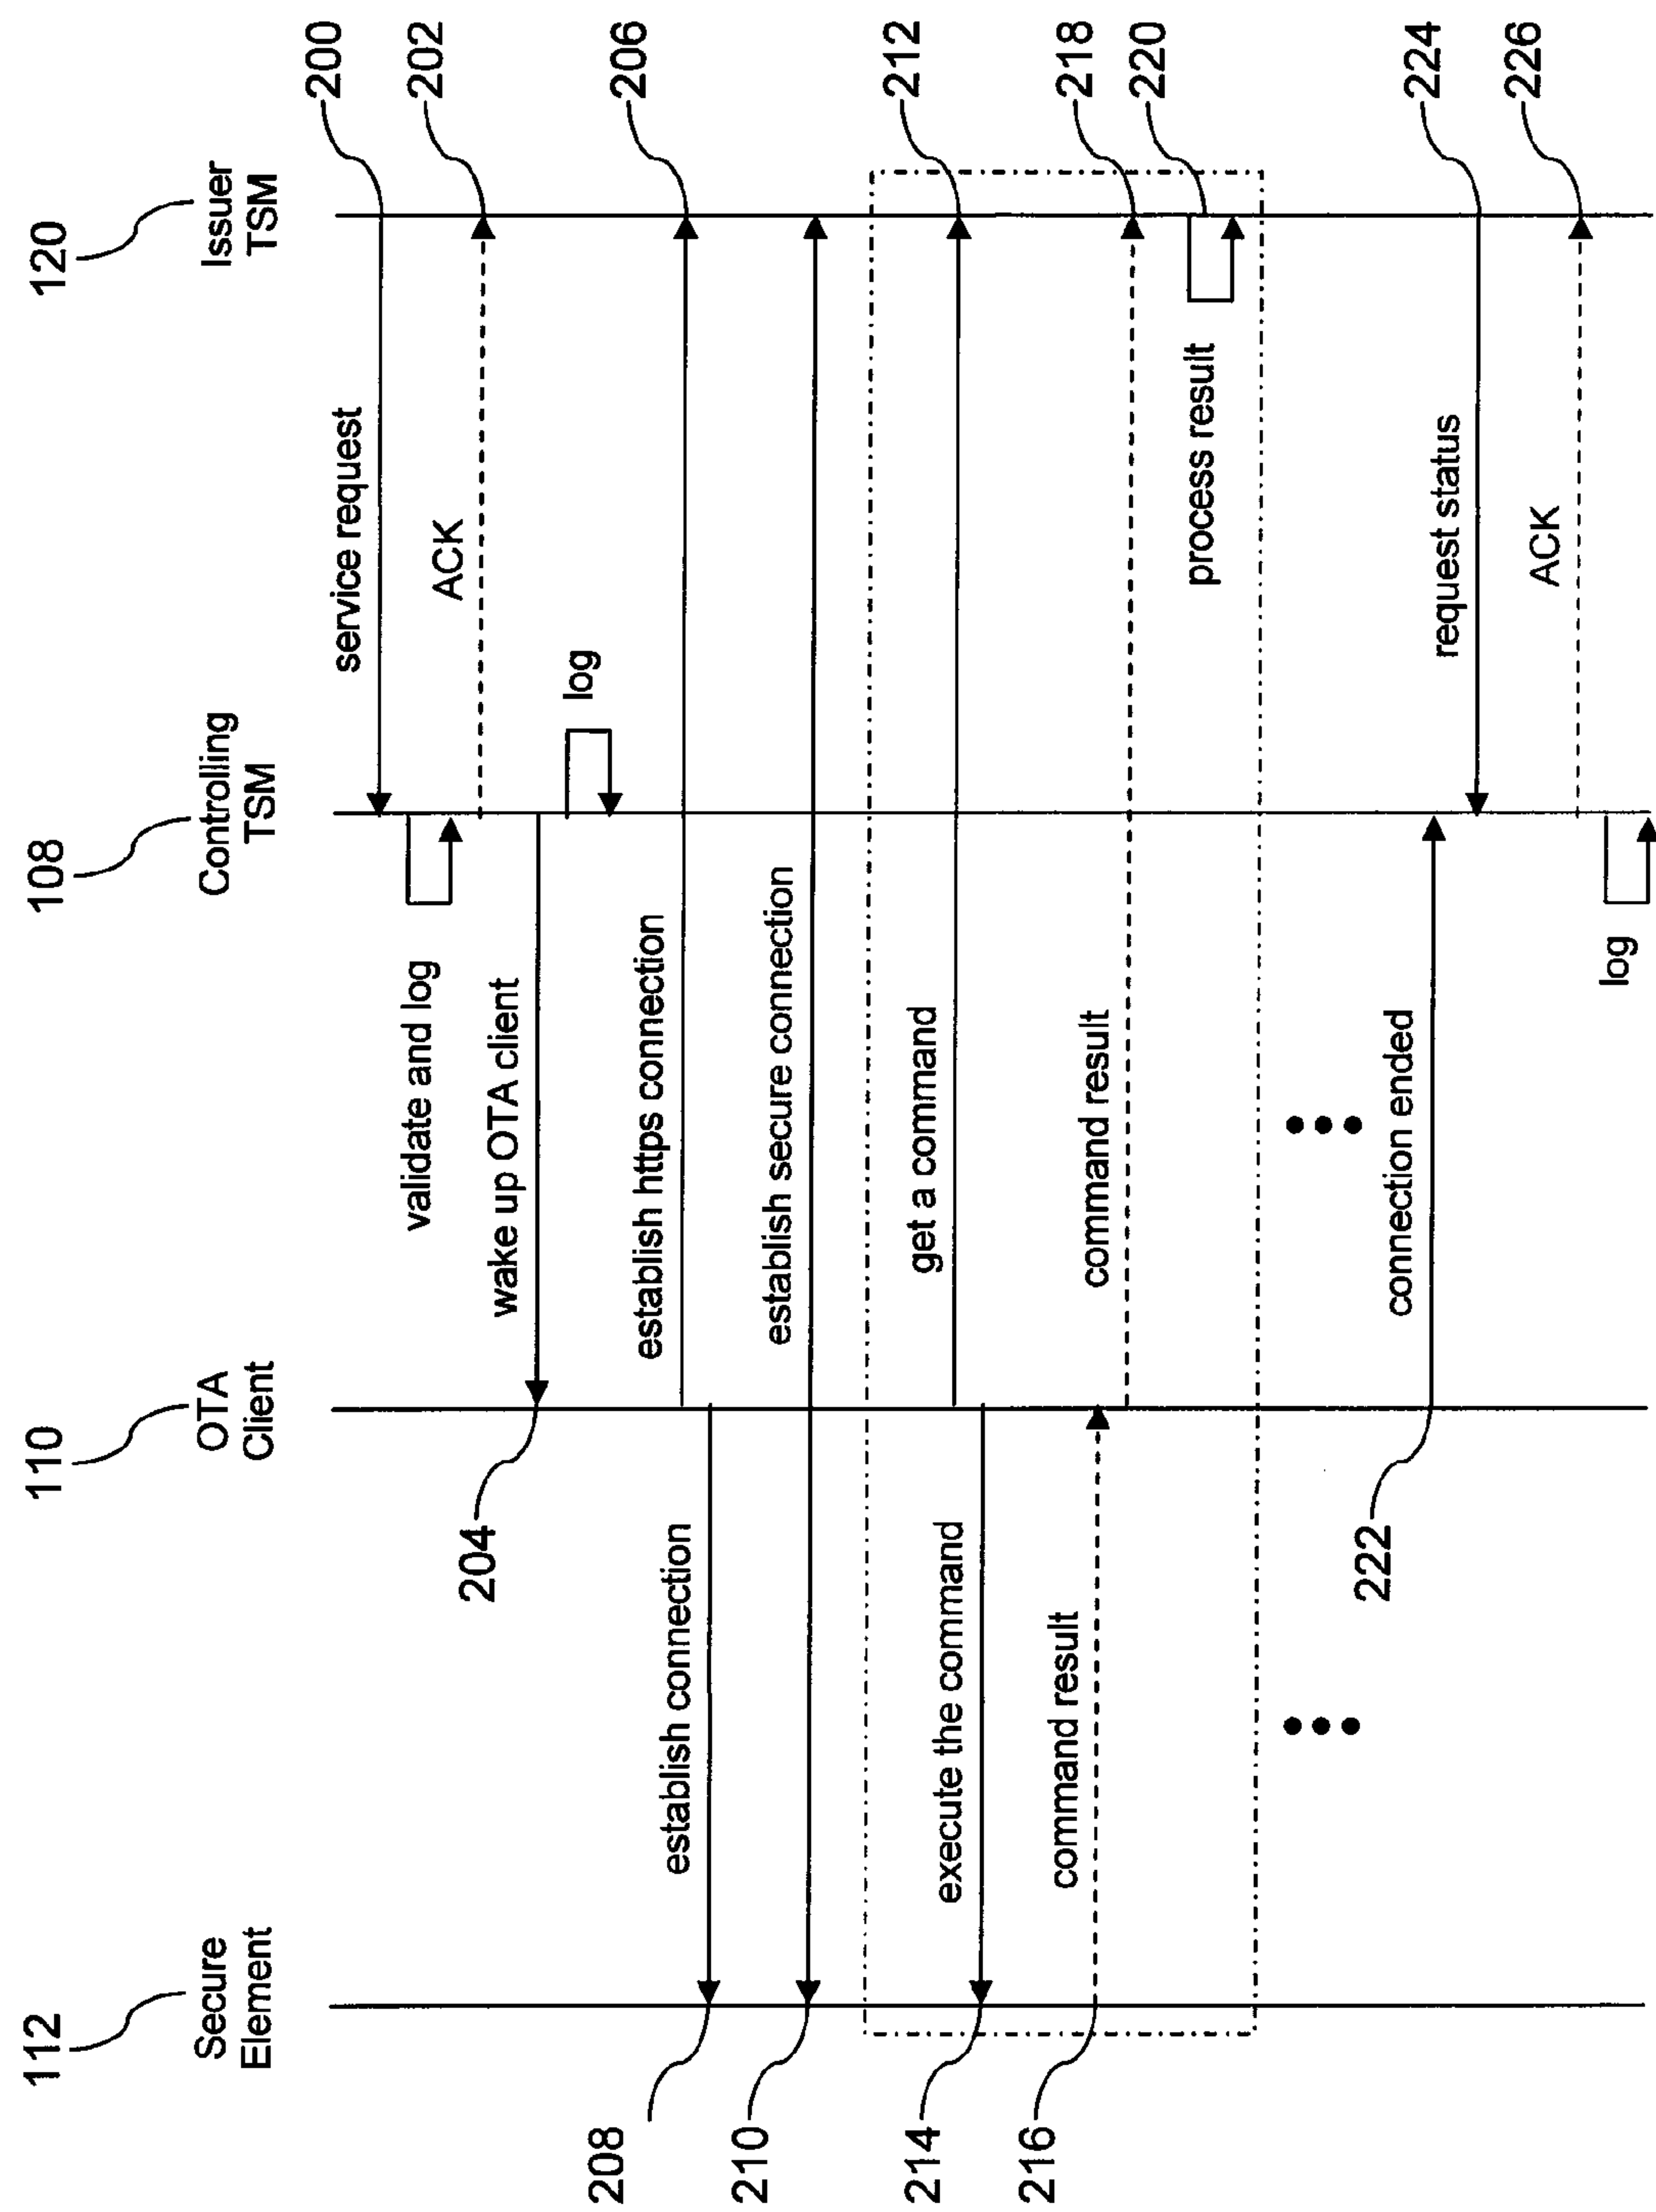 112
110
108
120
Secure
Element
OTA
Client
Controlling
TSM
Issuer
TSM
service request
200
validate and log
ACK
202
204
wake up OTA client
log
establish https connection
206
208
establish connection
210
establish secure connection
get a command
212
214
execute the command
216
command result
command result
218
process result
220
222
connection ended
request status
224
ACK
226
log